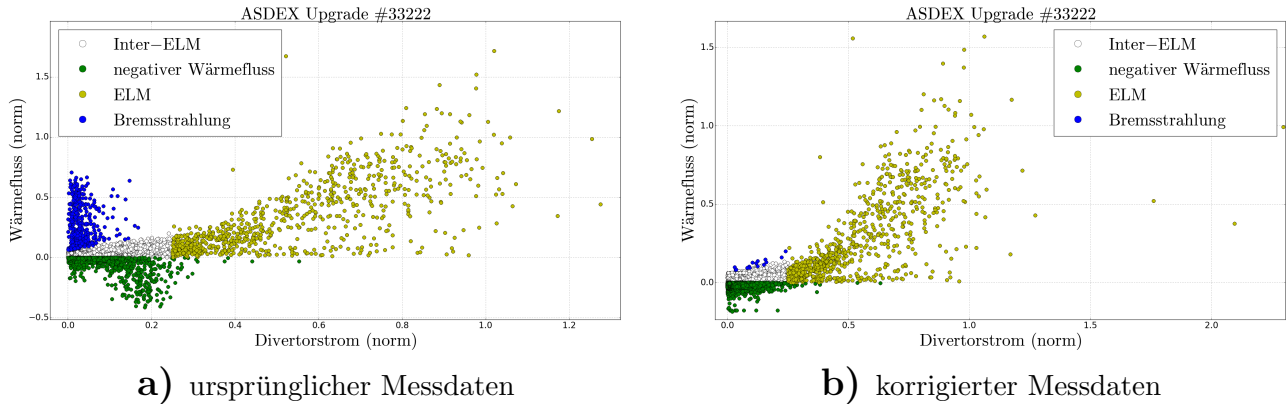 ASDEX Upgrade #33222
Inter−ELM
negativer Wärmefluss
ELM
Bremsstrahlung
Wärmefluss (norm)
1.5
1.0
0.5
0.0
−0.5
0.0 0.2 0.4 0.6 0.8 1.0 1.2
Divertorstrom (norm)
a) ursprünglicher Messdaten
ASDEX Upgrade #33222
Inter−ELM
negativer Wärmefluss
ELM
Bremsstrahlung
Wärmefluss (norm)
1.5
1.0
0.5
0.0
0.0 0.5 1.0 1.5 2.0
Divertorstrom (norm)
b) korrigierter Messdaten